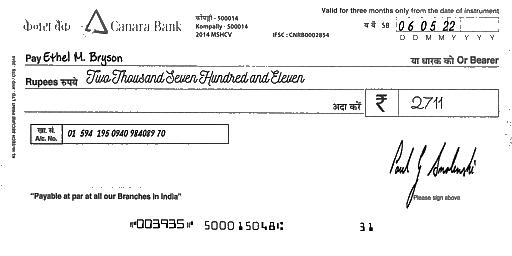 Valid for three months only from the date of instrument
केनरा बैंक Canara Bank
कोंपल्ली - 500014
Kompally - 500014
2014 MSHCV
IFSC : CNRB0002854
SB 06 05 22
D D M M Y Y Y Y
Pay Ethel M. Bryson
या धारक को Or Bearer
Rupees रुपये Two Thousand Seven Hundred and Eleven
अदा करें ₹ 2711
खा. सं.
A/c. No. 01 594 195 0940 984089 70
Paul G
Please sign above
"Payable at par at all our Branches in India"
⑈003935⑈ 500015048⑆ 31